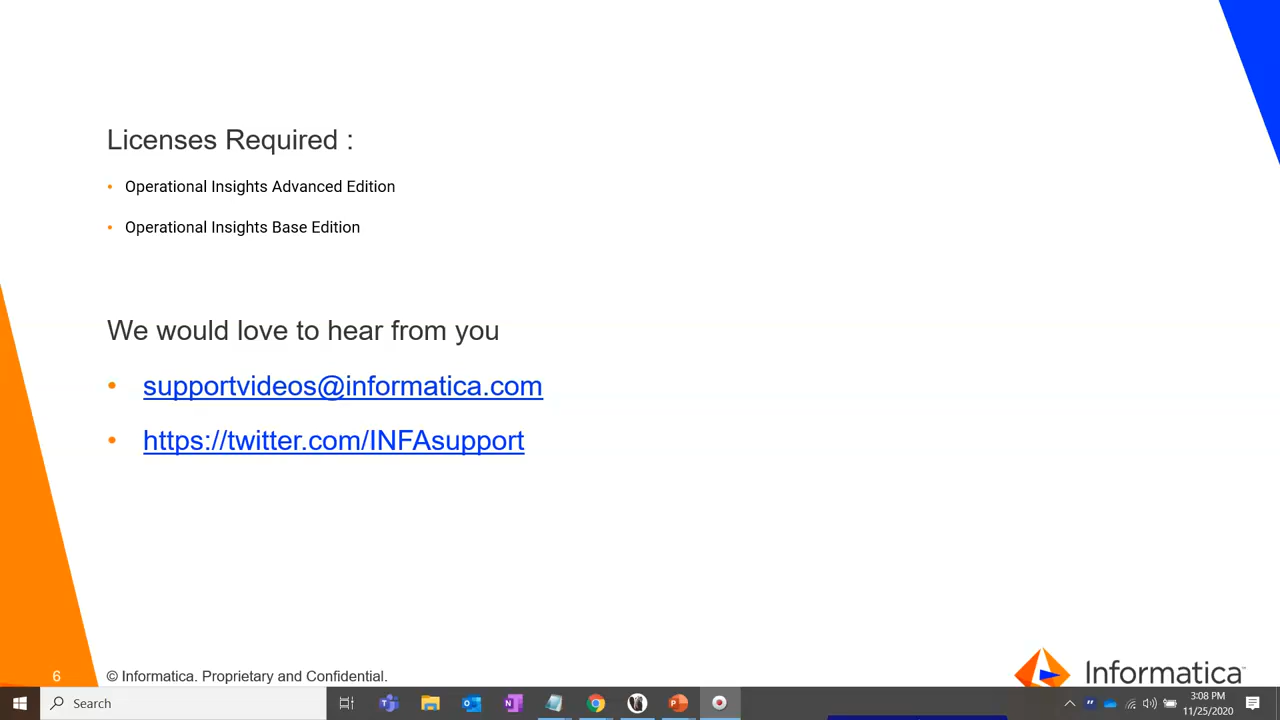 Licenses Required :
• Operational Insights Advanced Edition
• Operational Insights Base Edition
We would love to hear from you
• supportvideos@informatica.com
• https://twitter.com/INFAsupport
6
© Informatica. Proprietary and Confidential.
Informatica™
Search
3:08 PM
11/25/2020